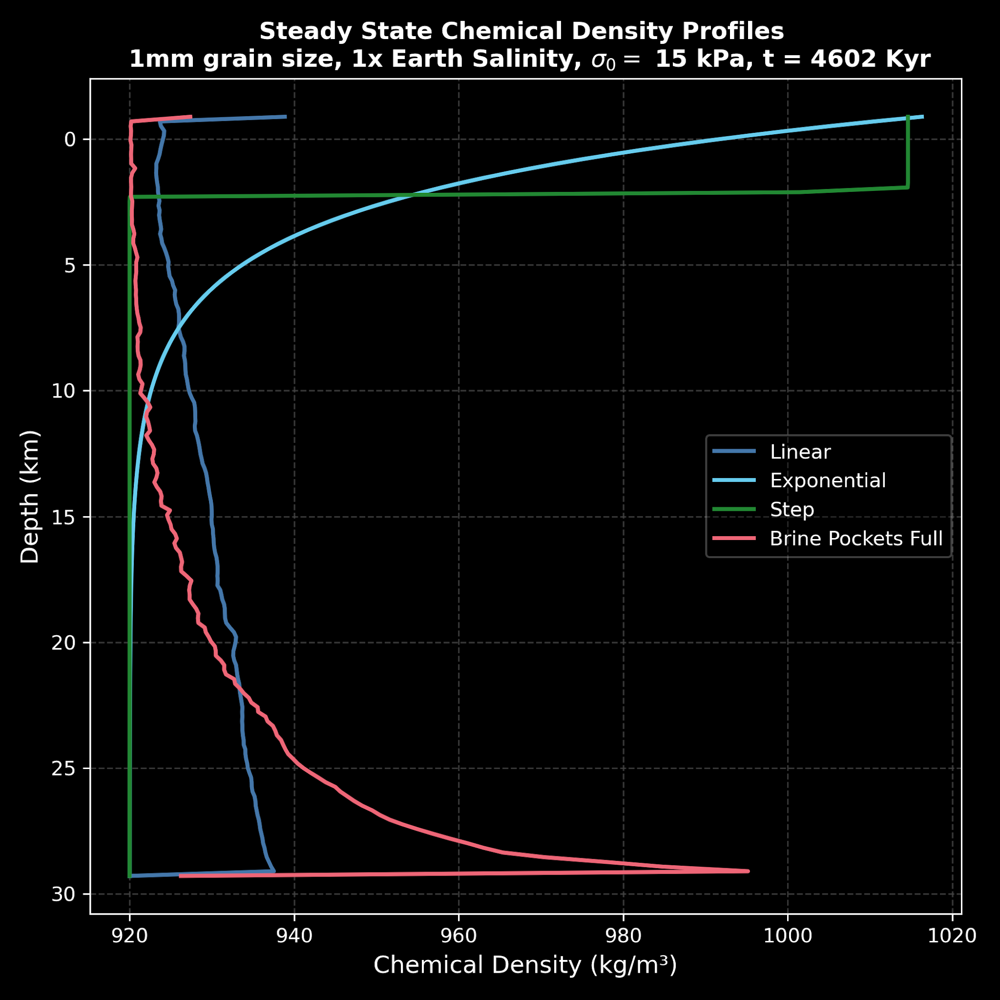 Steady State Chemical Density Profiles
1mm grain size, 1x Earth Salinity, σ₀ = 15 kPa, t = 4602 Kyr
Depth (km)
0
5
10
15
20
25
30
Linear
Exponential
Step
Brine Pockets Full
920 940 960 980 1000 1020
Chemical Density (kg/m³)